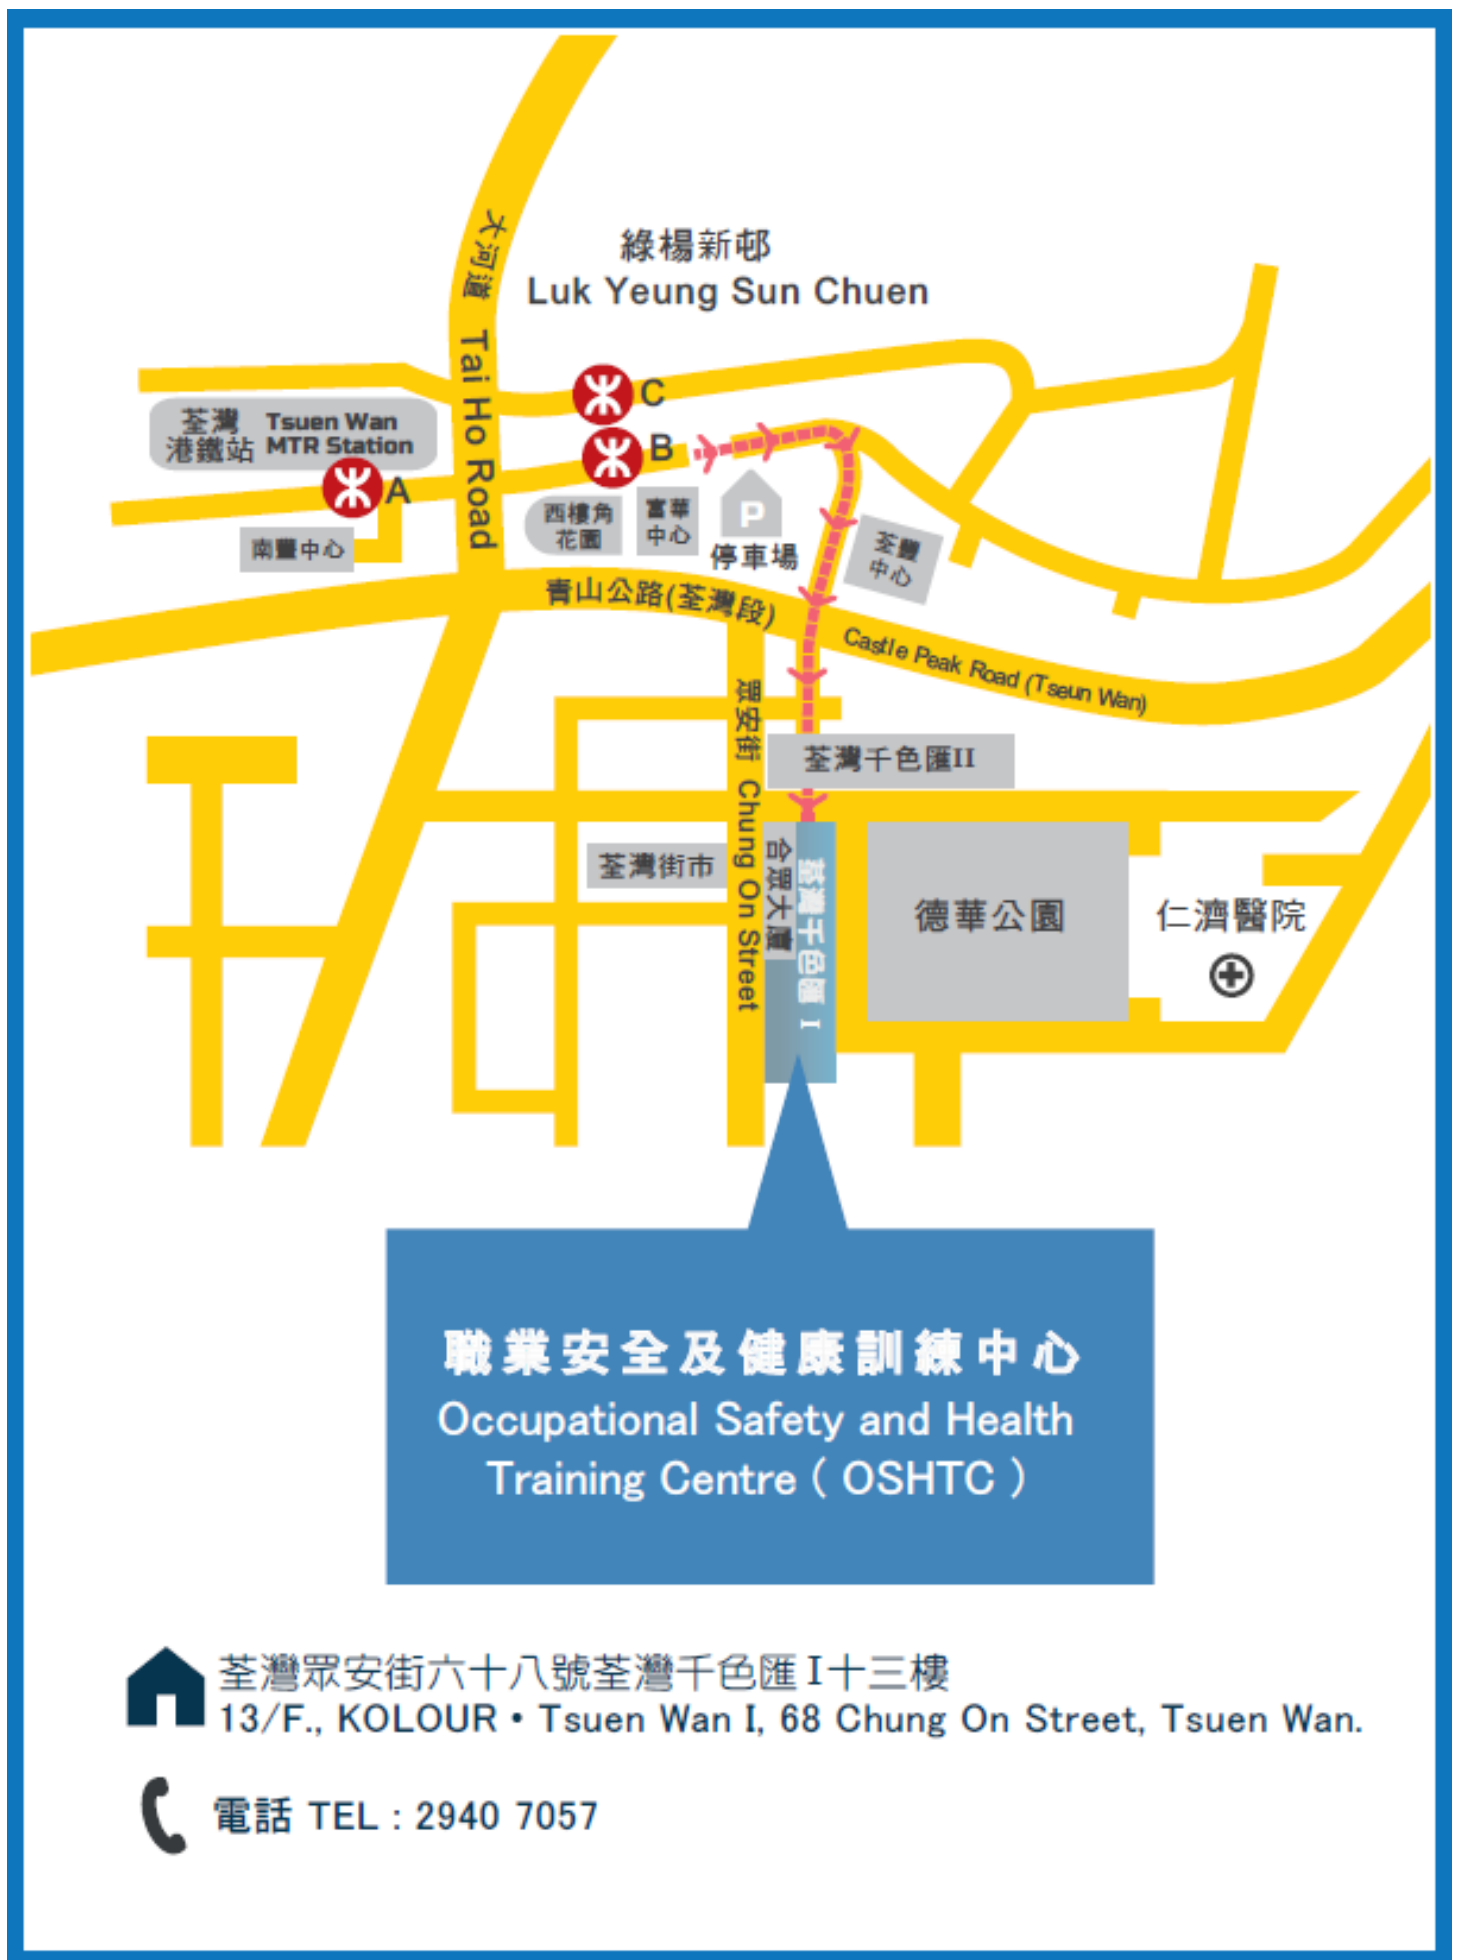 大河道 Tai Ho Road
綠楊新邨
Luk Yeung Sun Chuen
C
荃灣
港鐵站
Tsuen Wan
MTR Station
B
A
南豐中心
西樓角
花園
富華
中心
P
停車場
荃豐
中心
青山公路(荃灣段)
Castle Peak Road (Tseun Wan)
眾安街 Chung On Street
荃灣千色匯II
荃灣街市
合眾大廈
荃灣千色匯 I
德華公園
仁濟醫院
職業安全及健康訓練中心
Occupational Safety and Health
Training Centre ( OSHTC )
荃灣眾安街六十八號荃灣千色匯I十三樓
13/F., KOLOUR • Tsuen Wan I, 68 Chung On Street, Tsuen Wan.
電話 TEL : 2940 7057